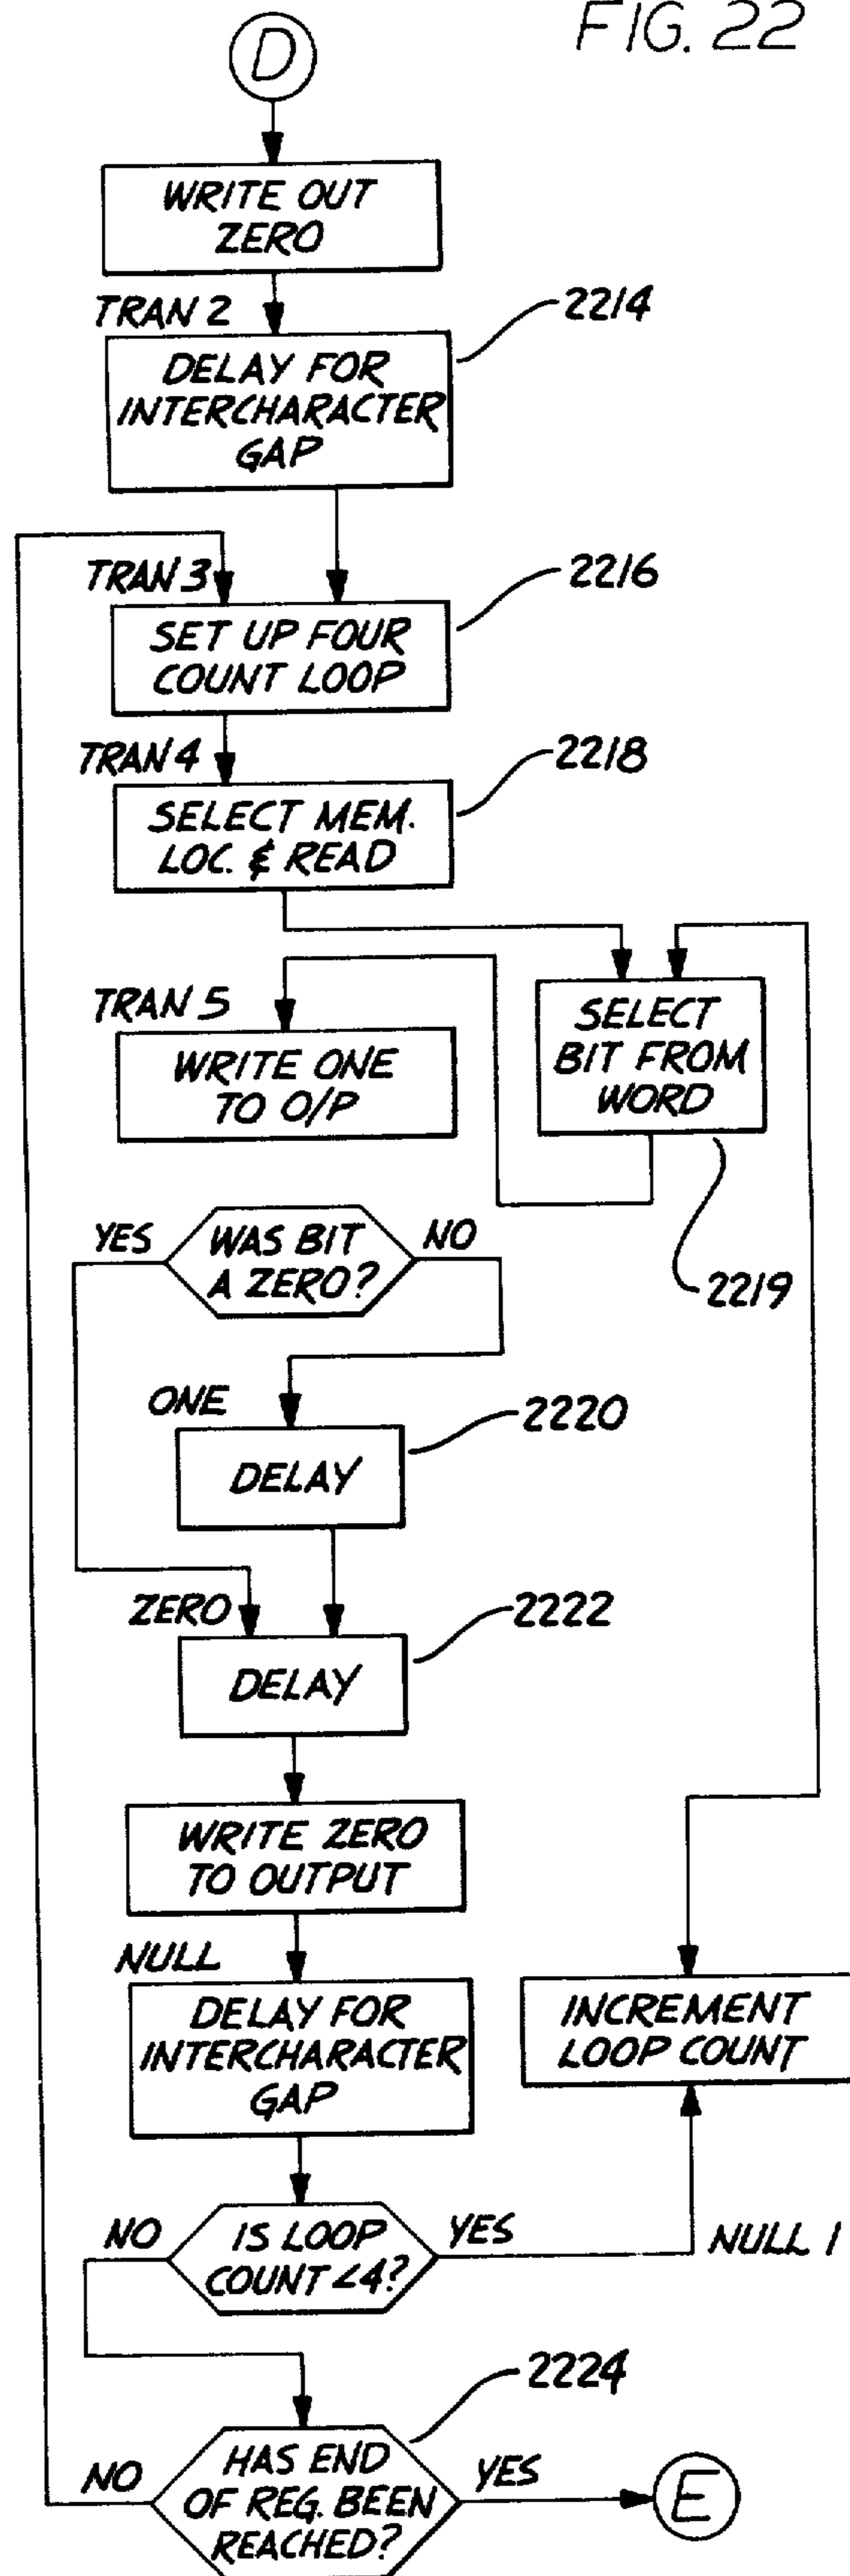 FIG. 22
D
WRITE OUT
ZERO
TRAN 2
2214
DELAY FOR
INTERCHARACTER
GAP
TRAN 3
2216
SET UP FOUR
COUNT LOOP
TRAN 4
2218
SELECT MEM.
LOC. & READ
TRAN 5
WRITE ONE
TO O/P
SELECT
BIT FROM
WORD
2219
YES
WAS BIT
A ZERO?
NO
ONE
2220
DELAY
ZERO
2222
DELAY
WRITE ZERO
TO OUTPUT
NULL
DELAY FOR
INTERCHARACTER
GAP
INCREMENT
LOOP COUNT
NO
IS LOOP
COUNT <4?
YES
NULL 1
2224
NO
HAS END
OF REG. BEEN
REACHED?
YES
E